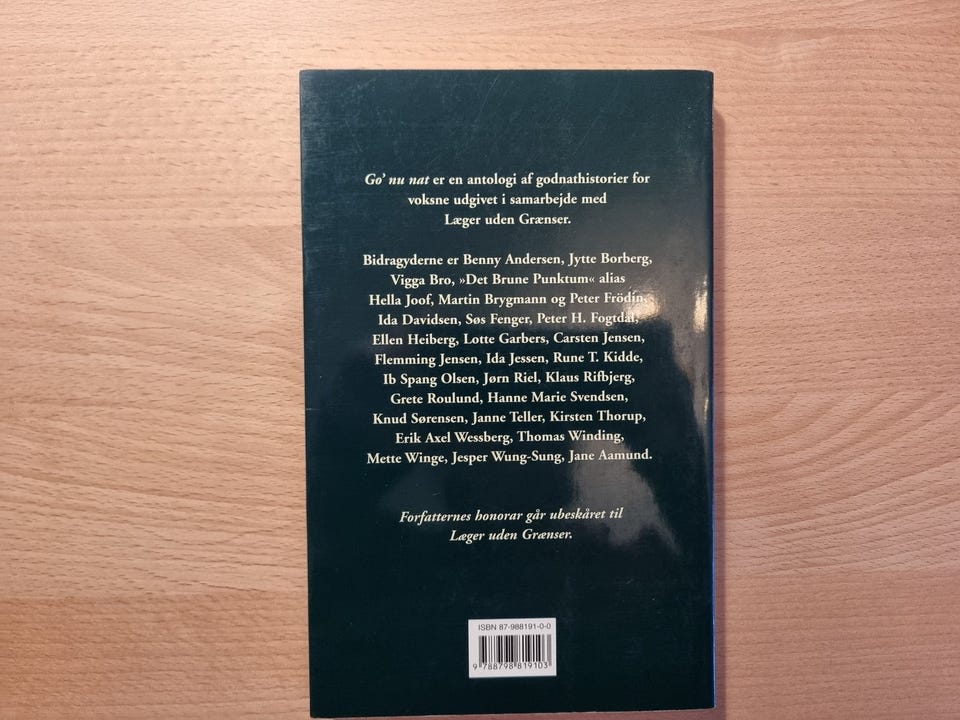 Go' nu nat er en antologi af godnathistorier for
voksne udgivet i samarbejde med
Læger uden Grænser.
Bidragyderne er Benny Andersen, Jytte Borberg,
Vigga Bro, »Det Brune Punktum« alias
Hella Joof, Martin Brygmann og Peter Frödin,
Ida Davidsen, Søs Fenger, Peter H. Fogtdal,
Ellen Heiberg, Lotte Garbers, Carsten Jensen,
Flemming Jensen, Ida Jessen, Rune T. Kidde,
Ib Spang Olsen, Jørn Riel, Klaus Rifbjerg,
Grete Roulund, Hanne Marie Svendsen,
Knud Sørensen, Janne Teller, Kirsten Thorup,
Erik Axel Wessberg, Thomas Winding,
Mette Winge, Jesper Wung-Sung, Jane Aamund.
Forfatternes honorar går ubeskåret til
Læger uden Grænser.
ISBN 87-988191-0-0
9 788798 819103